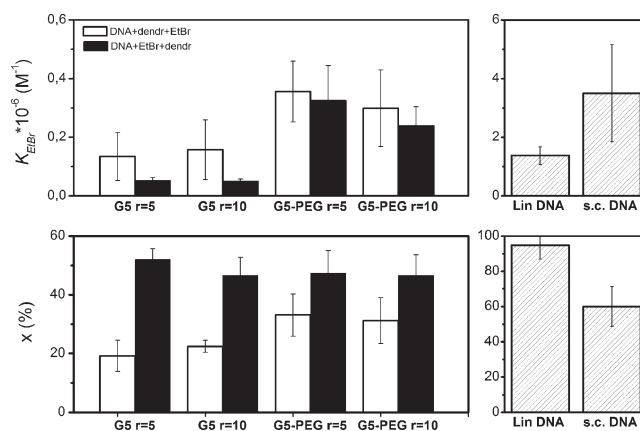 DNA+dendr+EtBr
DNA+EtBr+dendr
K_EtBr*10^-6 (M^-1)
0,6
0,4
0,2
0,0
G5 r=5 G5 r=10 G5-PEG r=5 G5-PEG r=10
6
4
2
0
Lin DNA s.c. DNA
x (%)
60
40
20
0
G5 r=5 G5 r=10 G5-PEG r=5 G5-PEG r=10
100
80
60
40
20
0
Lin DNA s.c. DNA